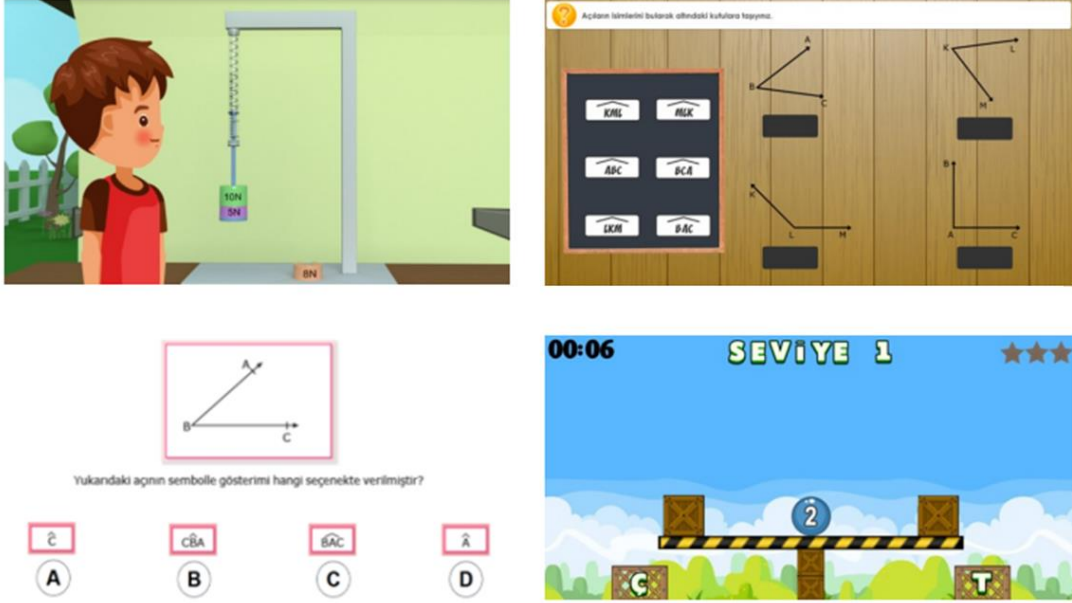 10N
5N
8N
Açıların isimlerini bularak altındaki kutulara taşıyınız.
KML
MLK
ABC
BCA
LKM
BAC
A
B
C
K
L
M
K
L
M
B
A
C
A
B
C
Yukarıdaki açının sembolle gösterimi hangi seçenekte verilmiştir?
Ĉ
CB̂A
BAC
Â
A
B
C
D
00:06
SEVİYE 1
2
Ç
T